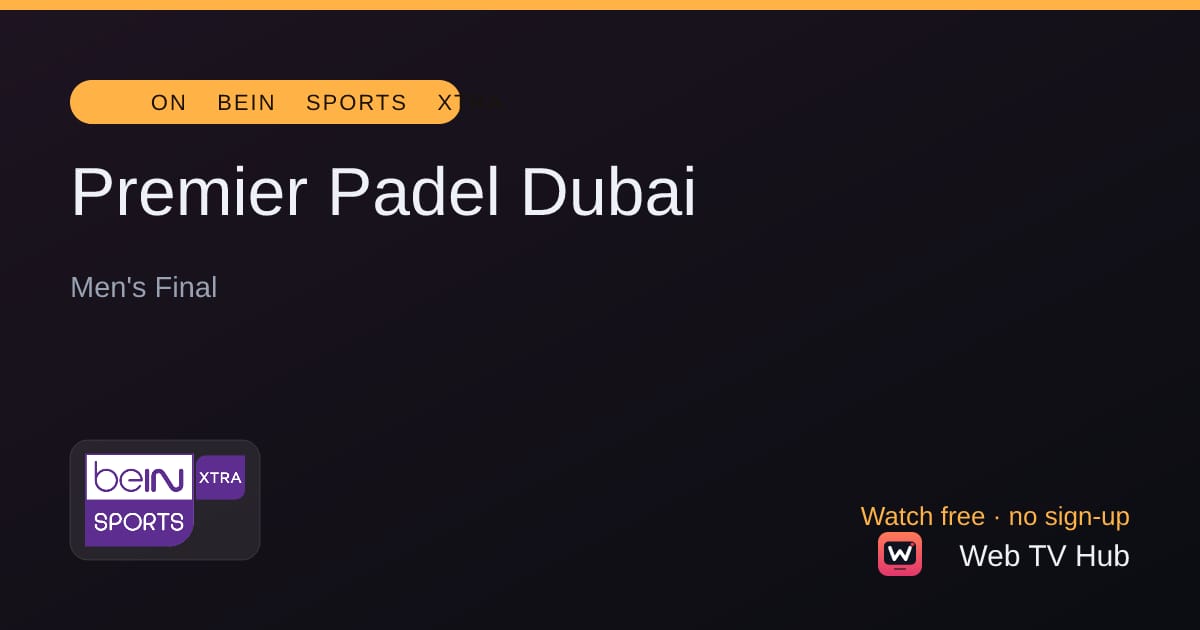 ON BEIN SPORTS XTRA
Premier Padel Dubai
Men's Final
beIN XTRA
SPORTS
Watch free · no sign-up
W Web TV Hub